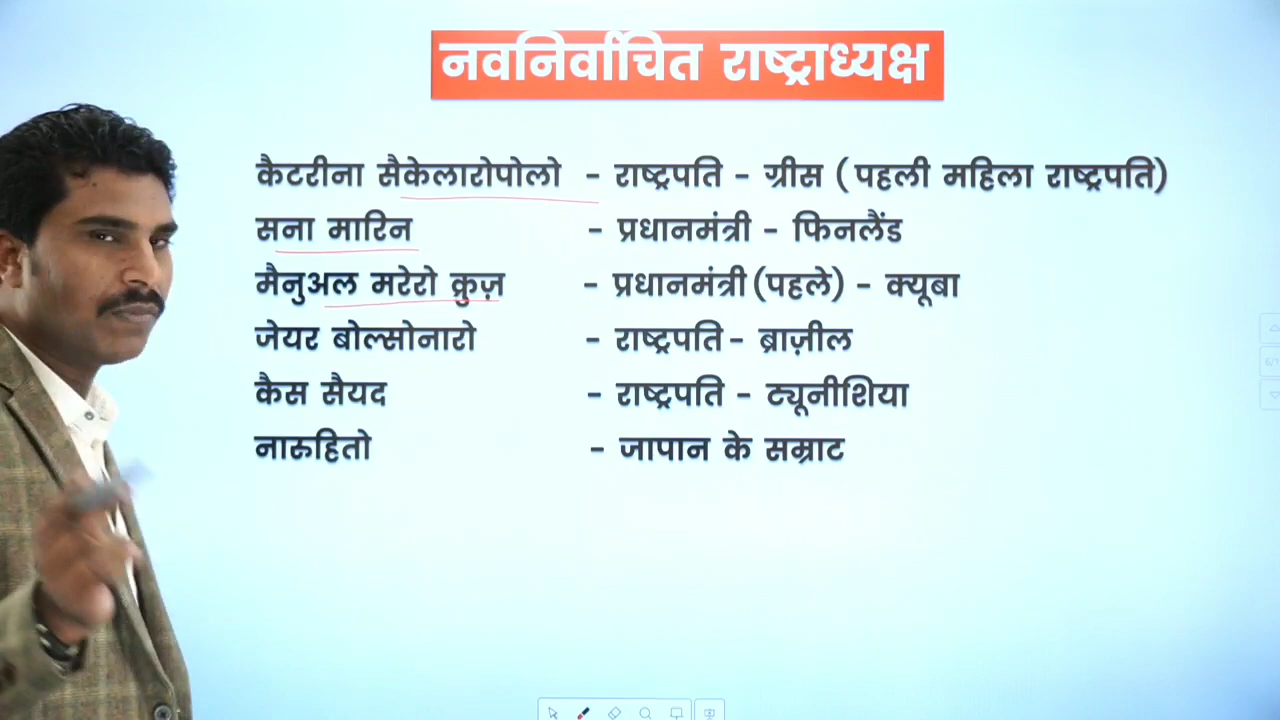 नवनिर्वाचित राष्ट्राध्यक्ष
कैटरीना सैकेलारोपोलो - राष्ट्रपति - ग्रीस (पहली महिला राष्ट्रपति)
सना मारिन - प्रधानमंत्री - फिनलैंड
मैनुअल मरेरो क्रुज़ - प्रधानमंत्री (पहले) - क्यूबा
जेयर बोल्सोनारो - राष्ट्रपति - ब्राज़ील
कैस सैयद - राष्ट्रपति - ट्यूनीशिया
नारुहितो - जापान के सम्राट